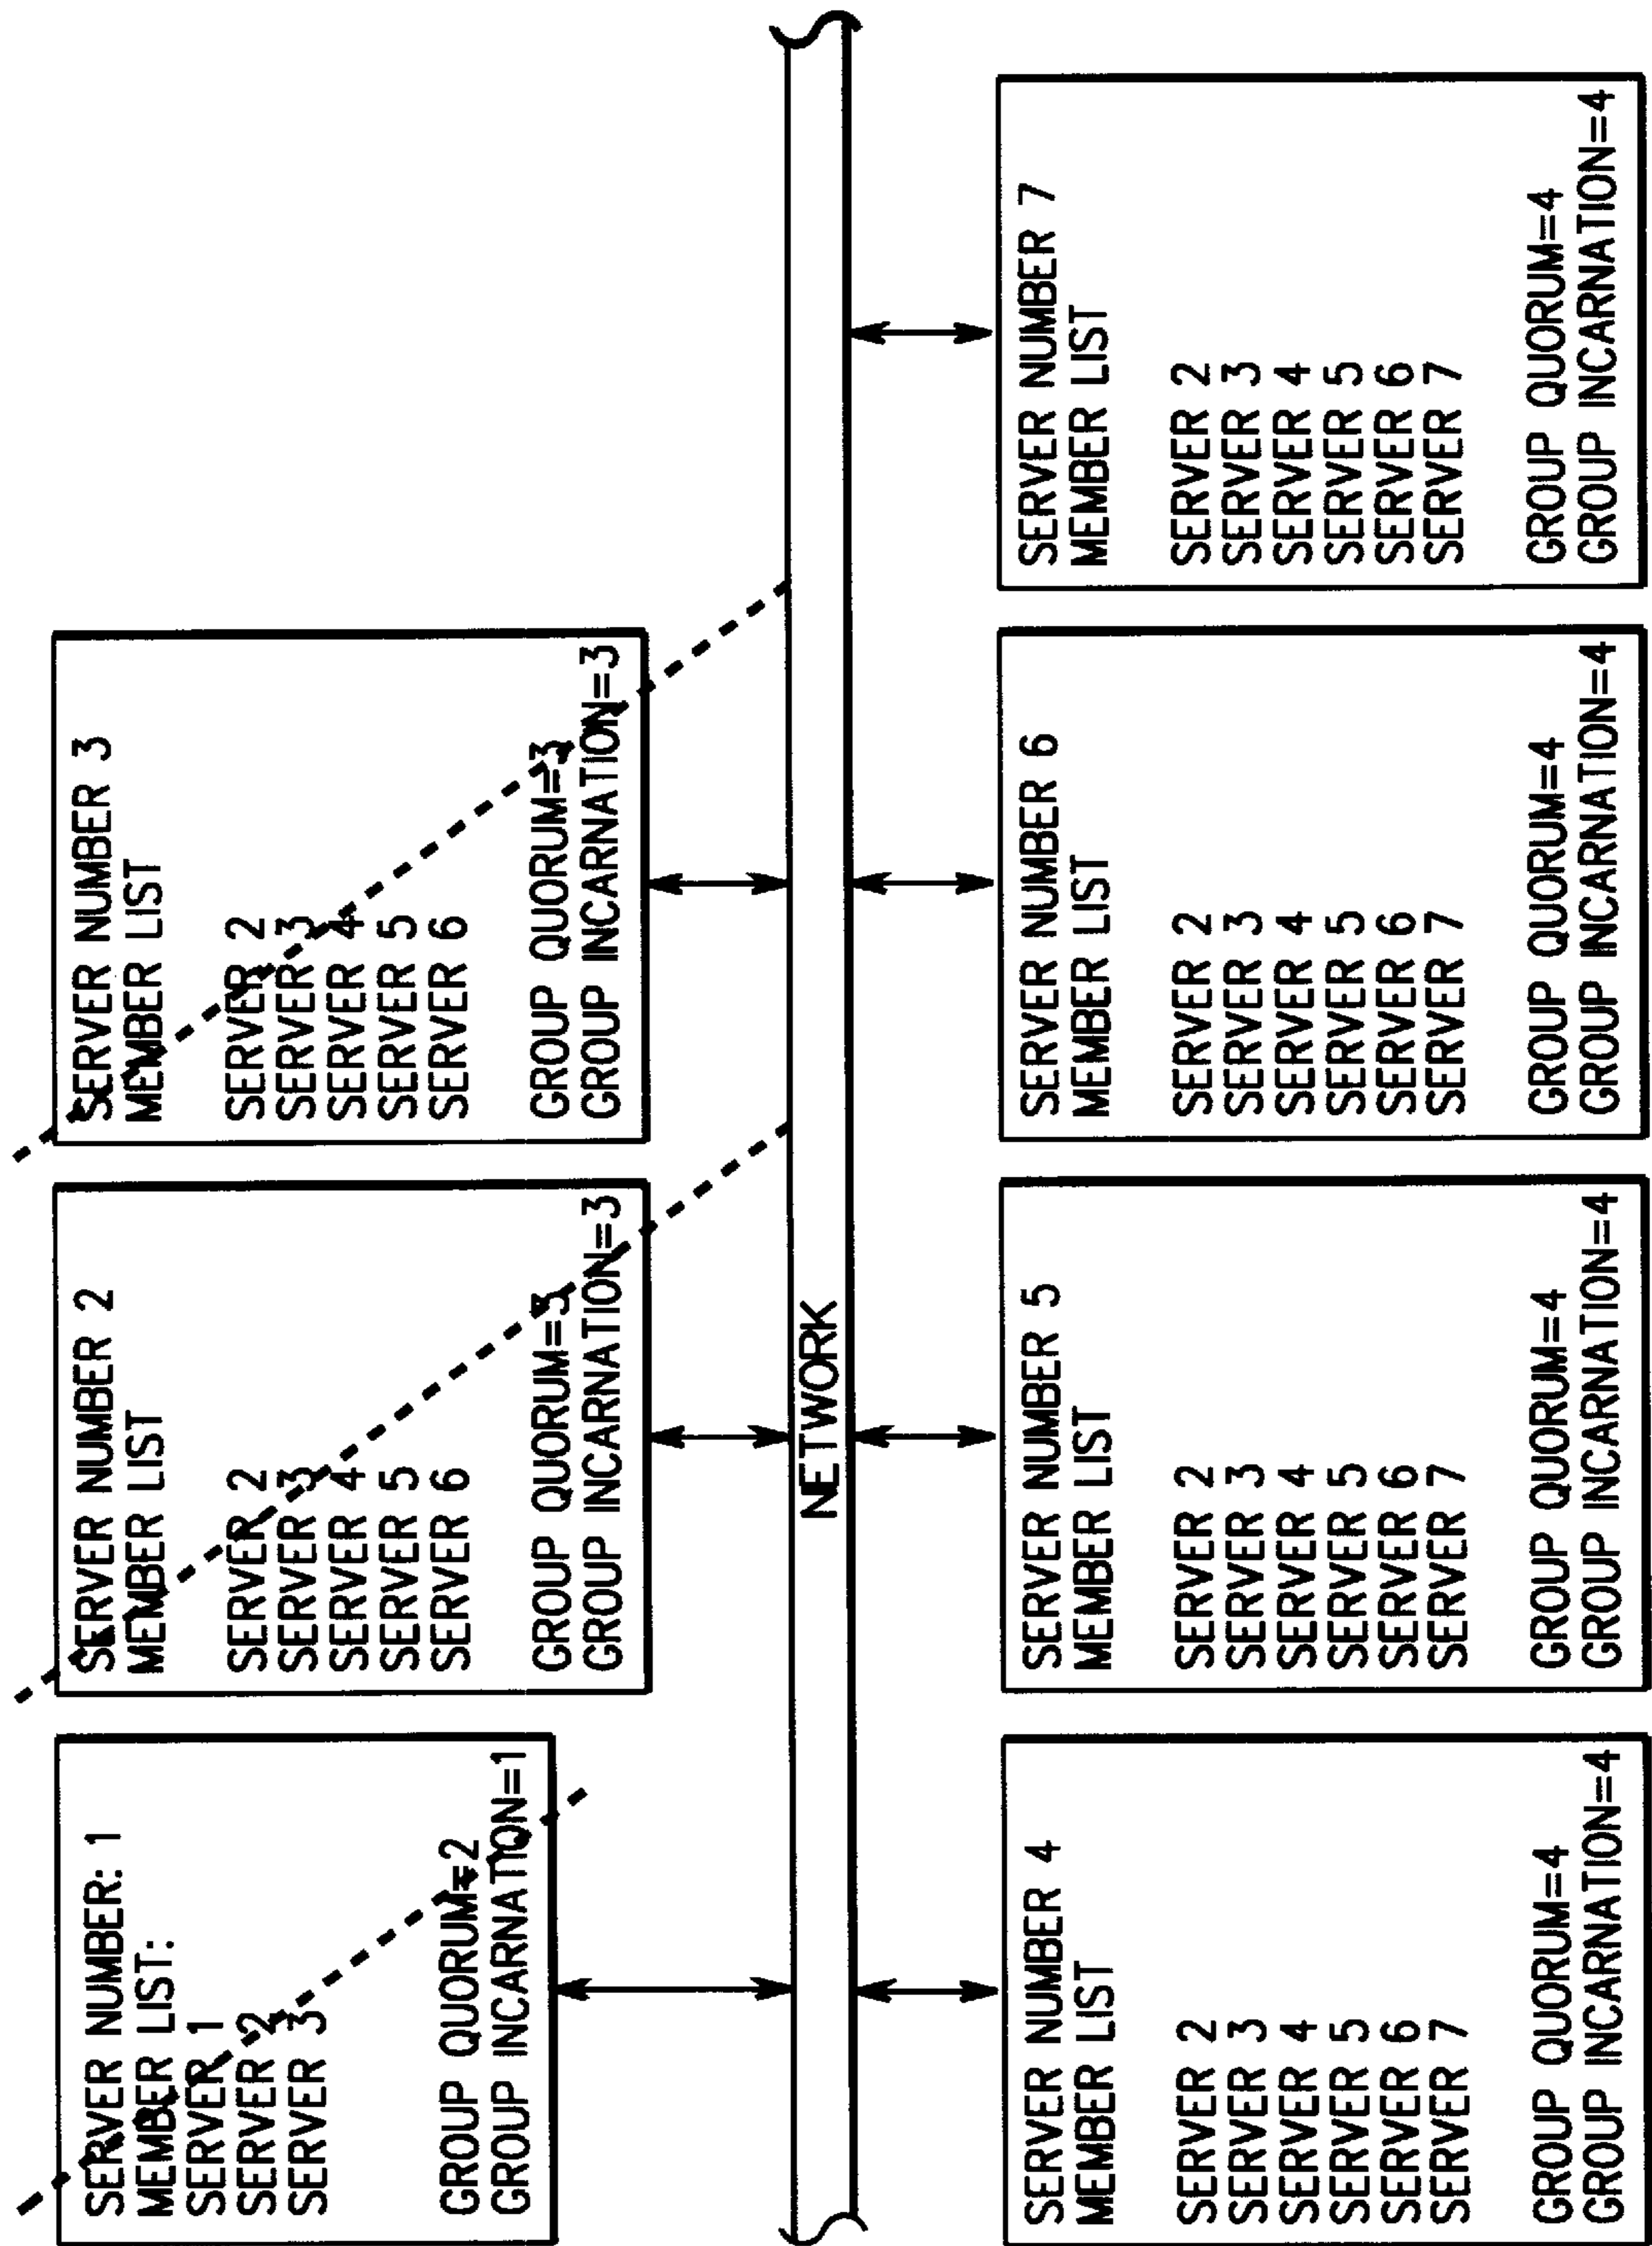 SERVER NUMBER: 1
MEMBER LIST:
SERVER 1
SERVER 2
SERVER 3
GROUP QUORUM=2
GROUP INCARNATION=1
SERVER NUMBER 2
MEMBER LIST
SERVER 2
SERVER 3
SERVER 4
SERVER 5
SERVER 6
GROUP QUORUM=3
GROUP INCARNATION=3
SERVER NUMBER 3
MEMBER LIST
SERVER 2
SERVER 3
SERVER 4
SERVER 5
SERVER 6
GROUP QUORUM=3
GROUP INCARNATION=3
NETWORK
SERVER NUMBER 4
MEMBER LIST
SERVER 2
SERVER 3
SERVER 4
SERVER 5
SERVER 6
SERVER 7
GROUP QUORUM=4
GROUP INCARNATION=4
SERVER NUMBER 5
MEMBER LIST
SERVER 2
SERVER 3
SERVER 4
SERVER 5
SERVER 6
SERVER 7
GROUP QUORUM=4
GROUP INCARNATION=4
SERVER NUMBER 6
MEMBER LIST
SERVER 2
SERVER 3
SERVER 4
SERVER 5
SERVER 6
SERVER 7
GROUP QUORUM=4
GROUP INCARNATION=4
SERVER NUMBER 7
MEMBER LIST
SERVER 2
SERVER 3
SERVER 4
SERVER 5
SERVER 6
SERVER 7
GROUP QUORUM=4
GROUP INCARNATION=4